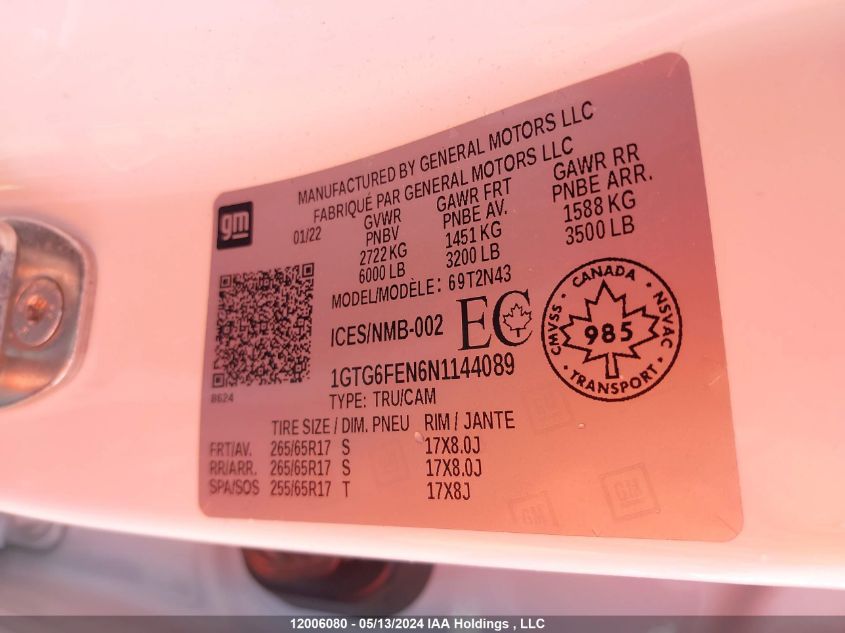 MANUFACTURED BY GENERAL MOTORS LLC
FABRIQUÉ PAR GENERAL MOTORS LLC
gm
01/22
GVWR
PNBV
2722 KG
6000 LB
GAWR FRT
PNBE AV.
1451 KG
3200 LB
GAWR RR
PNBE ARR.
1588 KG
3500 LB
MODEL/MODÈLE: 69T2N43
ICES/NMB-002
EC
CANADA
CMVSS • NSVAC
985
TRANSPORT
1GTG6FEN6N1144089
8624
TYPE: TRU/CAM
TIRE SIZE / DIM. PNEU RIM / JANTE
FRT/AV. 265/65R17 S 17X8.0J
RR/ARR. 265/65R17 S 17X8.0J
SPA/SOS 255/65R17 T 17X8J
GM
GM
12006080 - 05/13/2024 IAA Holdings , LLC